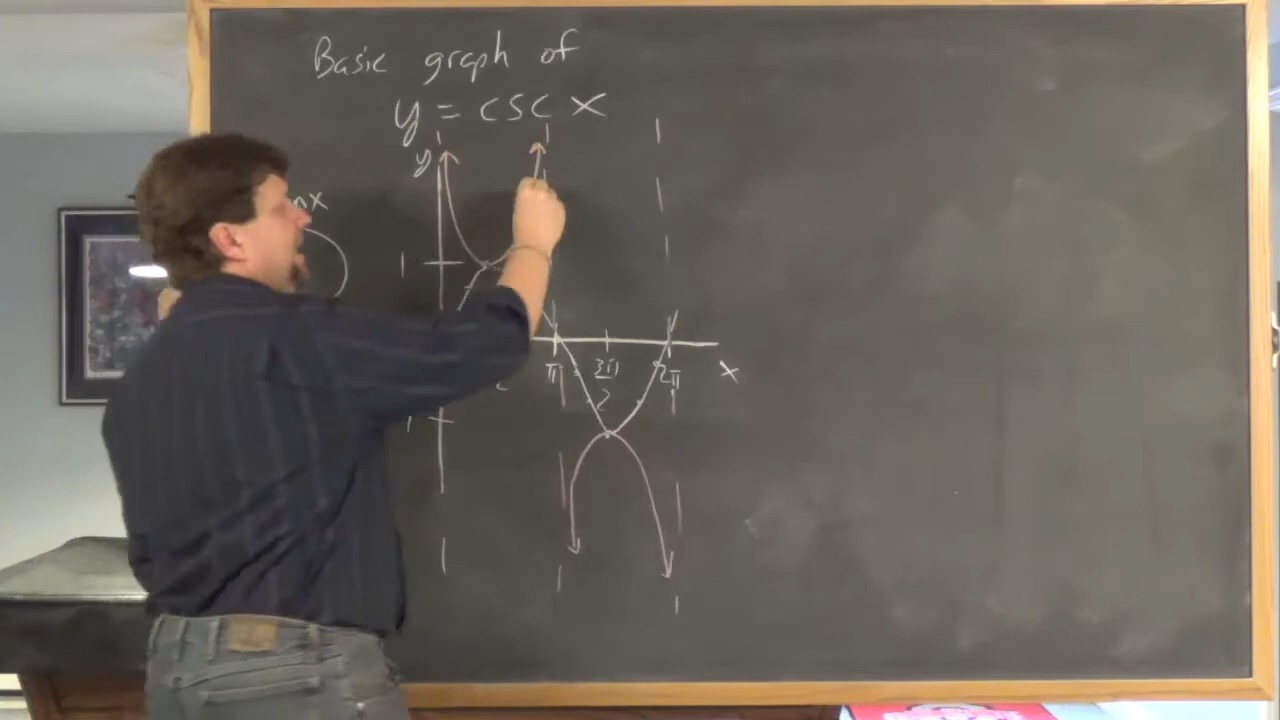 Basic graph of
y = csc x
y
1
π
3π
2
2π
x